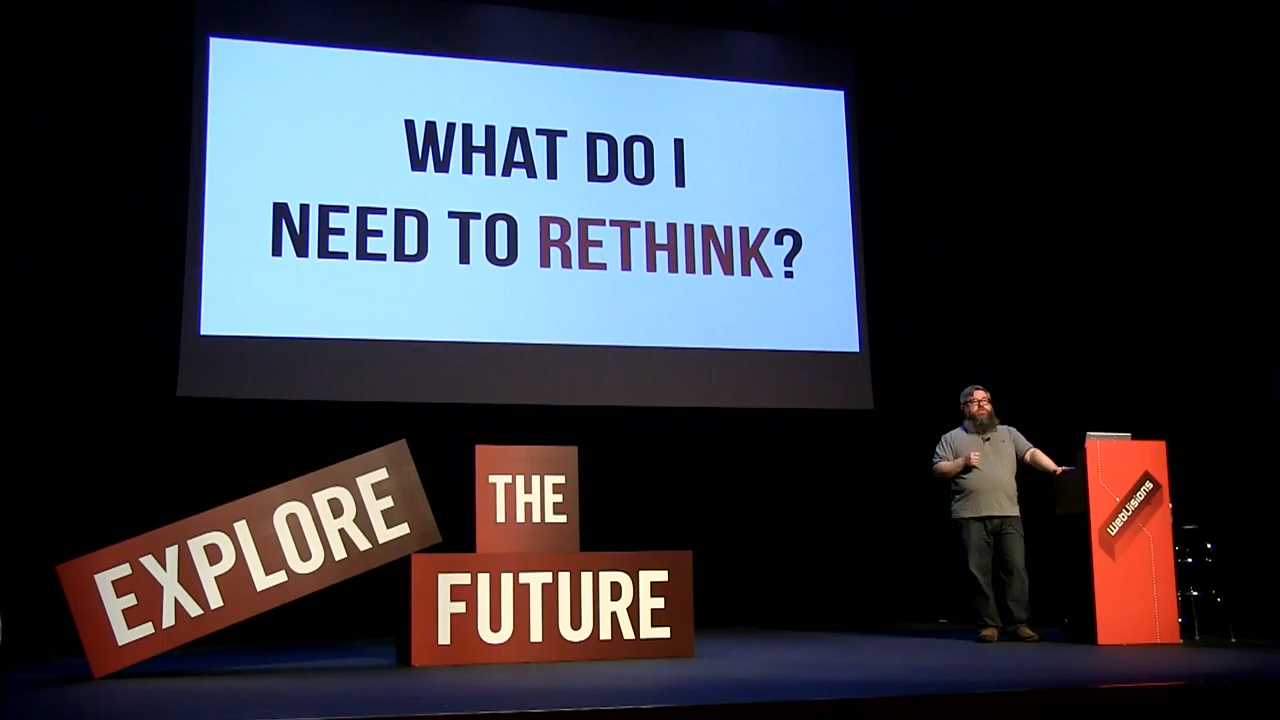 WHAT DO I
NEED TO RETHINK?
EXPLORE
THE
FUTURE
WebVisions